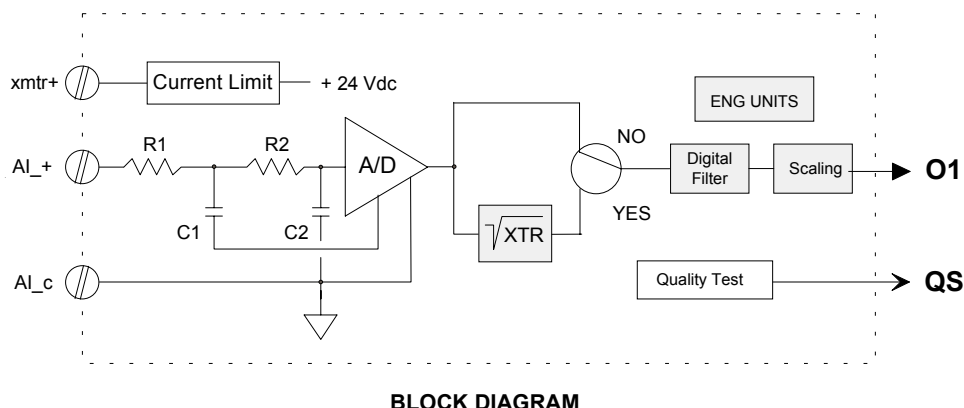 xmtr+
Current Limit
+ 24 Vdc
ENG UNITS
R1
R2
AI_+
A/D
NO
Digital
Filter
Scaling
O1
YES
C1
C2
√XTR
AI_c
Quality Test
QS
BLOCK DIAGRAM